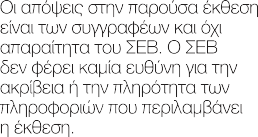 Οι απόψεις στην παρούσα έκθεση
είναι των συγγραφέων και όχι
απαραίτητα του ΣΕΒ. Ο ΣΕΒ
δεν φέρει καμία ευθύνη για την
ακρίβεια ή την πληρότητα των
πληροφοριών που περιλαμβάνει
η έκθεση.